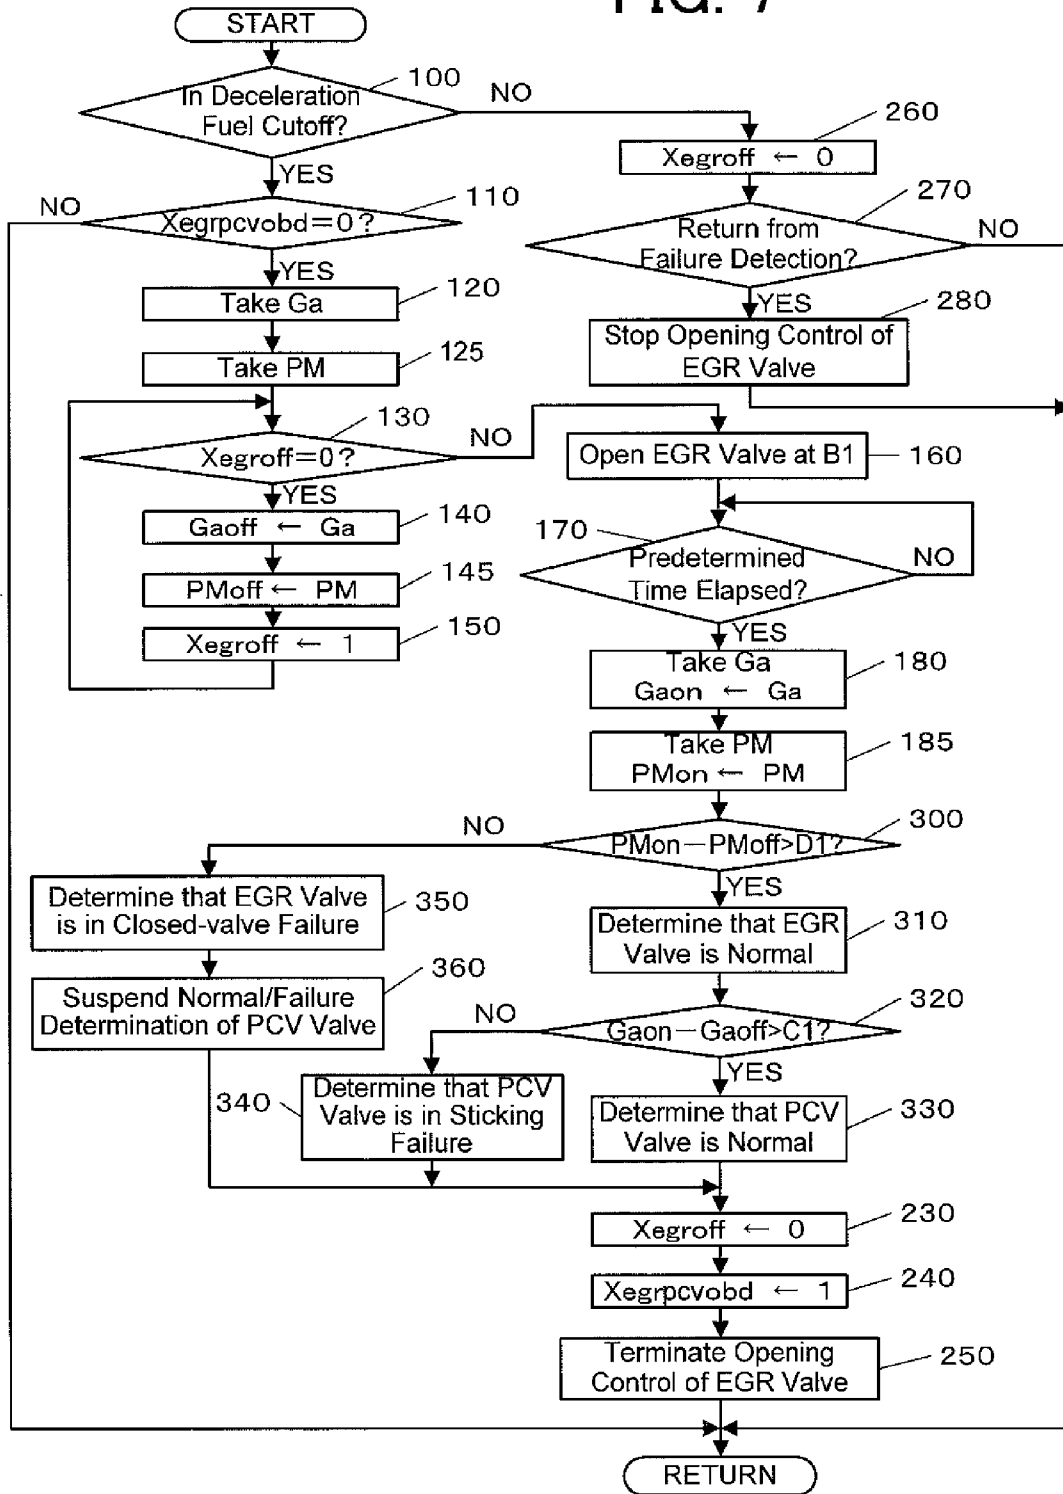 FIG. 7
START
100
In Deceleration
Fuel Cutoff?
NO
YES
260
Xegroff ← 0
110
NO
Xegrpcvobd=0?
YES
270
Return from
Failure Detection?
NO
YES
120
Take Ga
280
Stop Opening Control of
EGR Valve
125
Take PM
130
Xegroff=0?
NO
YES
Open EGR Valve at B1
160
140
Gaoff ← Ga
145
PMoff ← PM
150
Xegroff ← 1
170
Predetermined
Time Elapsed?
NO
YES
Take Ga
Gaon ← Ga
180
Take PM
PMon ← PM
185
300
NO
PMon−PMoff>D1?
YES
Determine that EGR Valve
is in Closed-valve Failure
350
Determine that EGR
Valve is Normal
310
360
Suspend Normal/Failure
Determination of PCV Valve
320
NO
Gaon−Gaoff>C1?
YES
340
Determine that PCV
Valve is in Sticking
Failure
Determine that PCV
Valve is Normal
330
Xegroff ← 0
230
Xegrpcvobd ← 1
240
Terminate Opening
Control of EGR Valve
250
RETURN